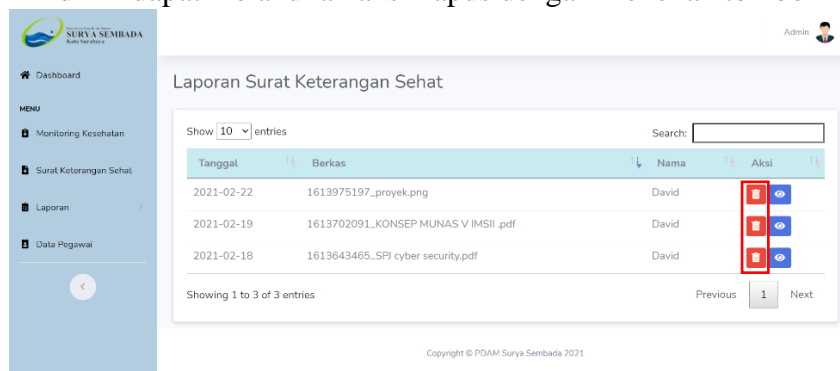 SURYA SEMBADA
Kota Surabaya
Admin
Dashboard
Laporan Surat Keterangan Sehat
MENU
Monitoring Kesehatan
Show 10 entries
Search:
Tanggal Berkas Nama Aksi
Surat Keterangan Sehat
2021-02-22 1613975197_proyek.png David
Laporan
2021-02-19 1613702091_KONSEP MUNAS V IMSII .pdf David
Data Pegawai
2021-02-18 1613643465_SPJ cyber security.pdf David
Showing 1 to 3 of 3 entries
Previous 1 Next
Copyright © PDAM Surya Sembada 2021